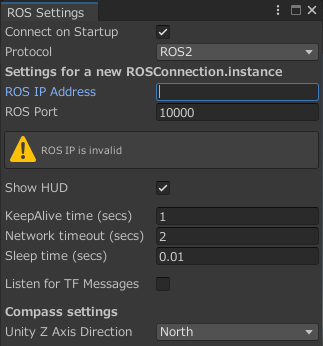 ROS Settings
Connect on Startup
Protocol ROS2
Settings for a new ROSConnection.instance
ROS IP Address
ROS Port 10000
ROS IP is invalid
Show HUD
KeepAlive time (secs) 1
Network timeout (secs) 2
Sleep time (secs) 0.01
Listen for TF Messages
Compass settings
Unity Z Axis Direction North